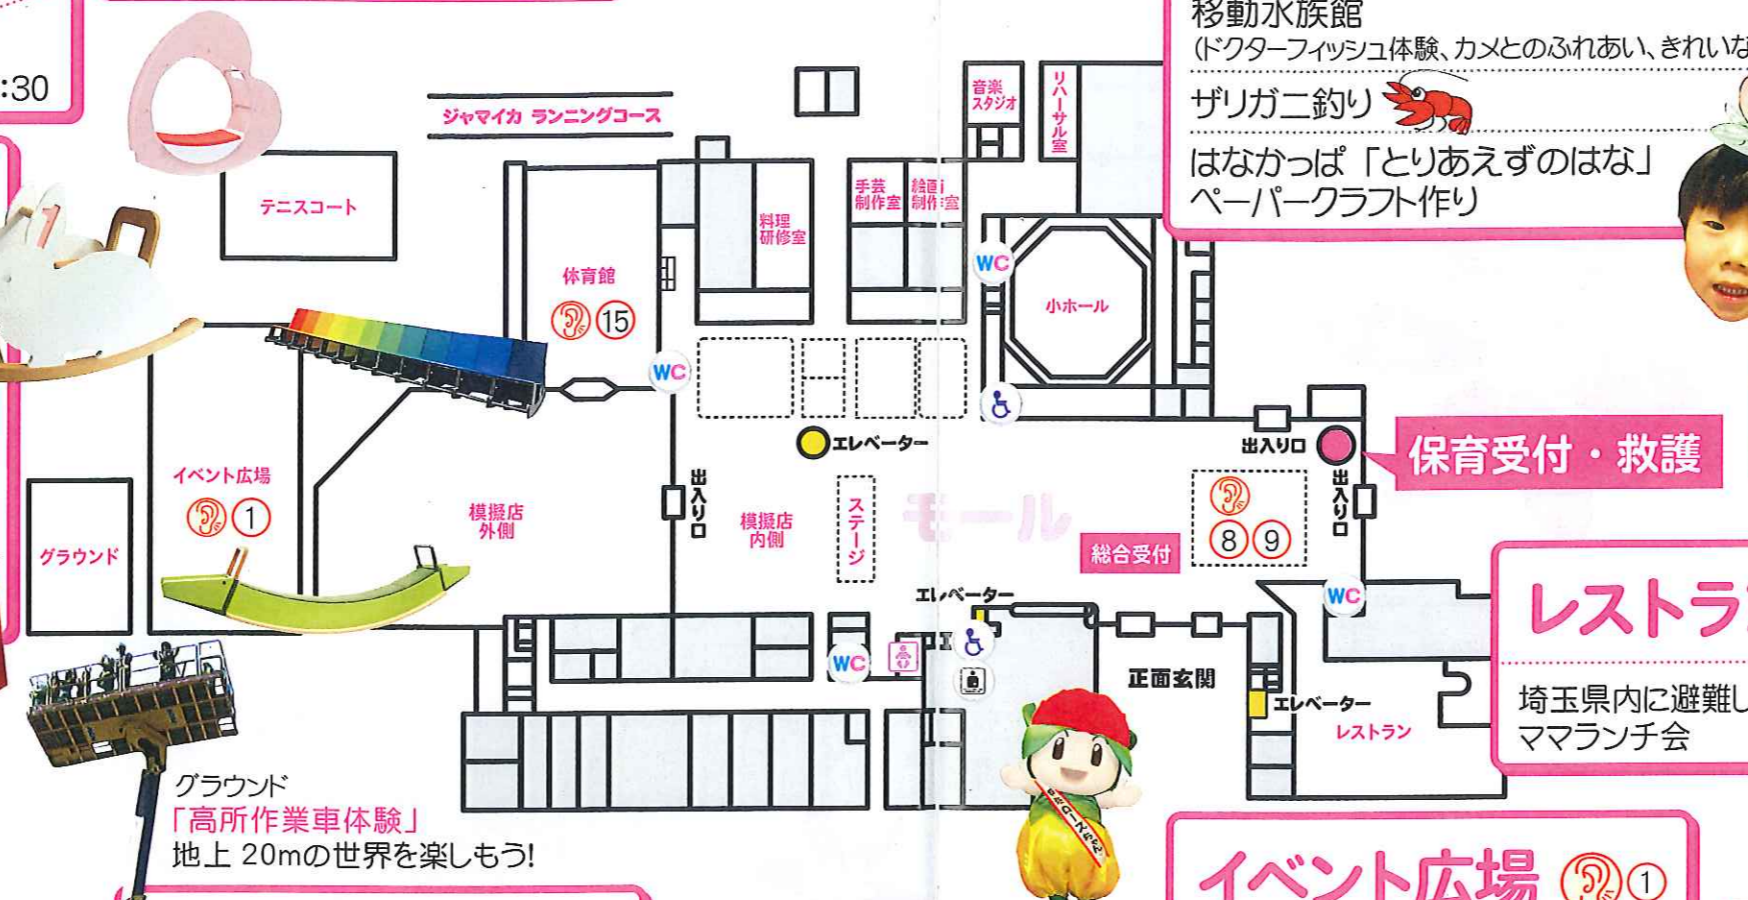 :30
移動水族館
(ドクターフィッシュ体験、カメとのふれあい、きれいな
ザリガニ釣り
はなかっぱ「とりあえずのはな」
ペーパークラフト作り
ジャマイカ ランニングコース
音楽
スタジオ
リハーサル室
テニスコート
手芸
制作室
絵画
制作室
料理
研修室
体育館
15
WC
小ホール
WC
エレベーター
出入り口
保育受付・救護
イベント広場
1
模擬店
外側
出入り口
模擬店
内側
ステージ
モール
総合受付
8 9
出入り口
グラウンド
エレベーター
WC
レストラ
WC
正面玄関
エレベーター
レストラン
埼玉県内に避難し
ママランチ会
グラウンド
「高所作業車体験」
地上 20mの世界を楽しもう!
イベント広場 1